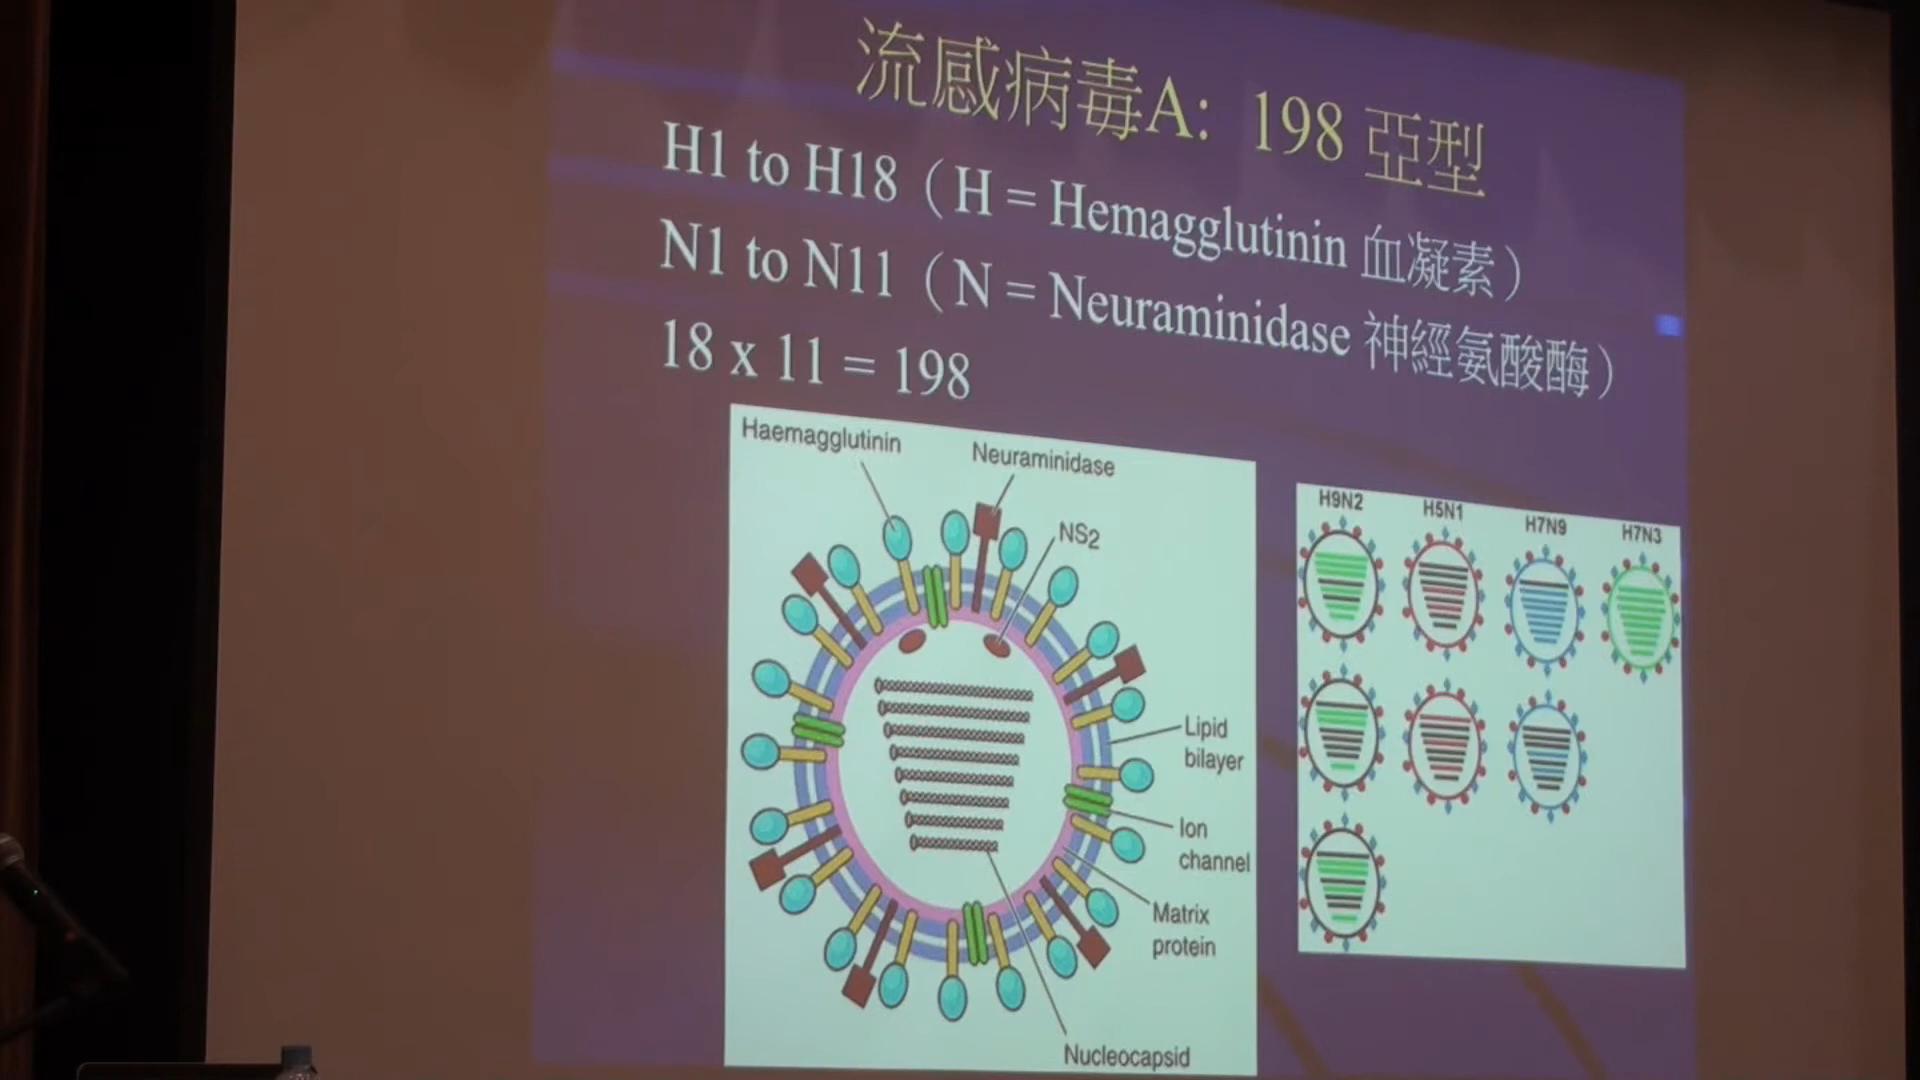 流感病毒A: 198 亞型
H1 to H18（H = Hemagglutinin 血凝素）
N1 to N11（N = Neuraminidase 神經氨酸酶）
18 x 11 = 198
Haemagglutinin
Neuraminidase
NS2
Lipid
bilayer
Ion
channel
Matrix
protein
Nucleocapsid
H9N2
H5N1
H7N9
H7N3